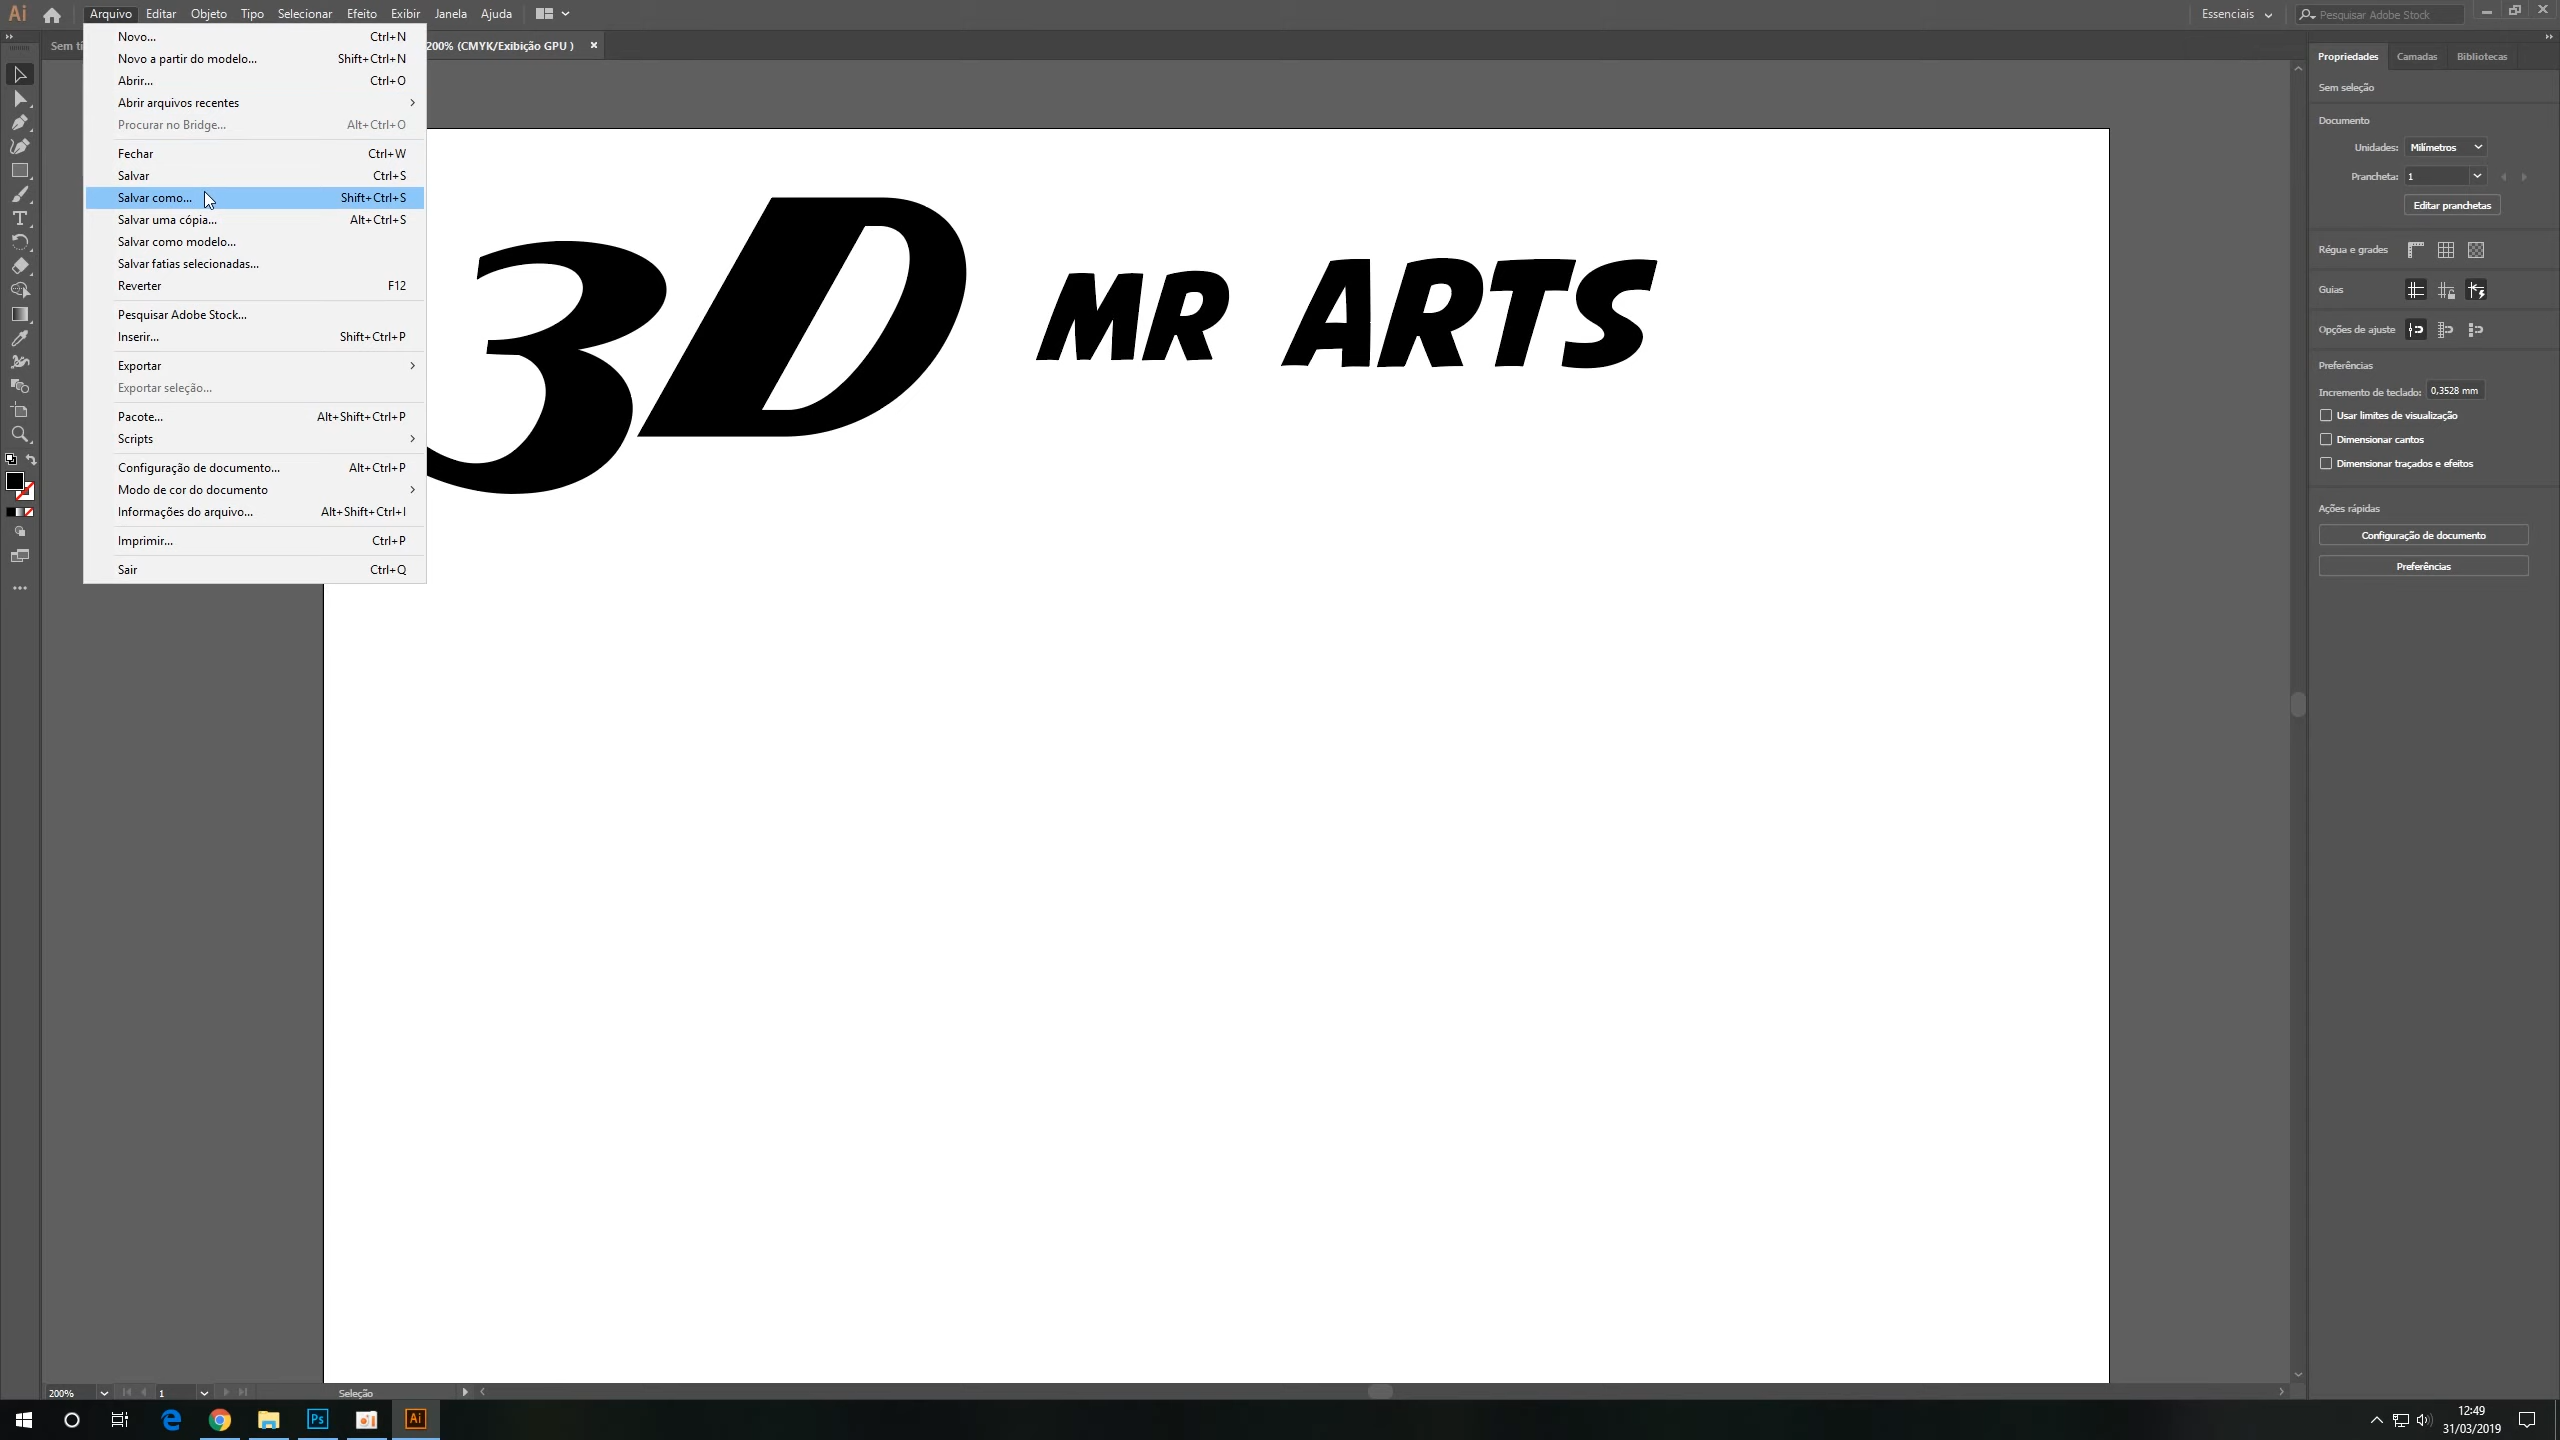 Ai Arquivo Editar Objeto Tipo Selecionar Efeito Exibir Janela Ajuda Essenciais Pesquisar Adobe Stock
Sem 200% (CMYK/Exibição GPU ) ×
Novo... Ctrl+N
Novo a partir do modelo... Shift+Ctrl+N
Abrir... Ctrl+O
Abrir arquivos recentes
Procurar no Bridge... Alt+Ctrl+O
Fechar Ctrl+W
Salvar Ctrl+S
Salvar como... Shift+Ctrl+S
Salvar uma cópia... Alt+Ctrl+S
Salvar como modelo...
Salvar fatias selecionadas...
Reverter F12
Pesquisar Adobe Stock...
Inserir... Shift+Ctrl+P
Exportar
Exportar seleção...
Pacote... Alt+Shift+Ctrl+P
Scripts
Configuração de documento... Alt+Ctrl+P
Modo de cor do documento
Informações do arquivo... Alt+Shift+Ctrl+I
Imprimir... Ctrl+P
Sair Ctrl+Q
3D MR ARTS
Propriedades Camadas Bibliotecas
Sem seleção
Documento
Unidades: Milímetros
Prancheta: 1
Editar pranchetas
Régua e grades
Guias
Opções de ajuste
Preferências
Incremento de teclado: 0,3528 mm
Usar limites de visualização
Dimensionar cantos
Dimensionar traçados e efeitos
Ações rápidas
Configuração de documento
Preferências
200% 1 Seleção
Ps Ai
12:49
31/03/2019